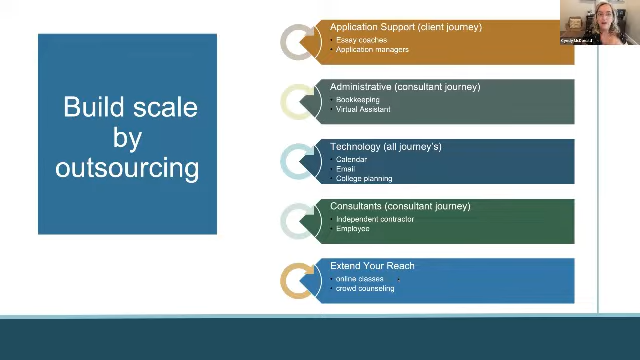 Build scale
by
outsourcing
Application Support (client journey)
• Essay coaches
• Application managers
Administrative (consultant journey)
• Bookkeeping
• Virtual Assistant
Technology (all journey's)
• Calendar
• Email
• College planning
Consultants (consultant journey)
• Independent contractor
• Employee
Extend Your Reach
• online classes
• crowd counseling
McDonald